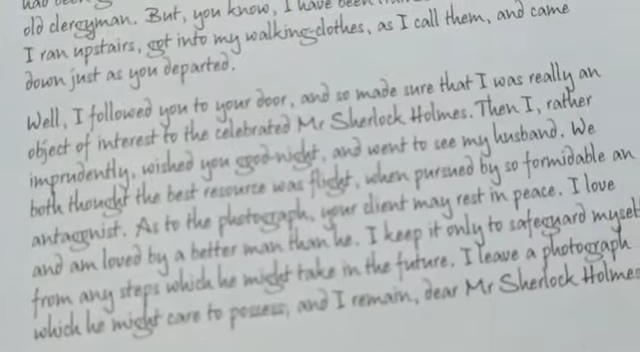 old clergyman. But, you know, I have been
I ran upstairs, got into my walking-clothes, as I call them, and came
down just as you departed.
Well, I followed you to your door, and so made sure that I was really an
object of interest to the celebrated Mr Sherlock Holmes. Then I, rather
imprudently, wished you good-night, and went to see my husband. We
both thought the best resource was flight, when pursued by so formidable an
antagonist. As to the photograph, your client may rest in peace. I love
and am loved by a better man than he. I keep it only to safeguard mysel
from any steps which he might take in the future. I leave a photograph
which he might care to possess; and I remain, dear Mr Sherlock Holmes